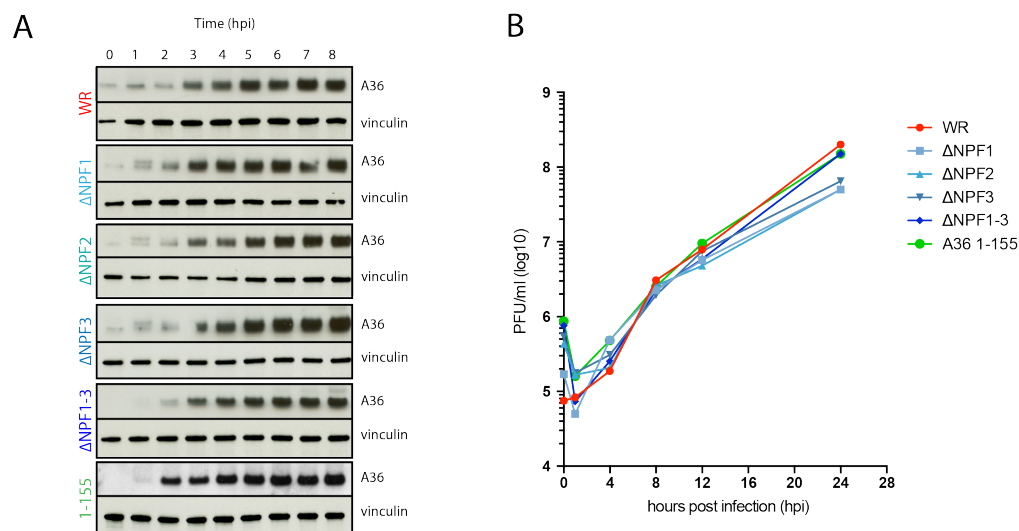 A
Time (hpi)
0 1 2 3 4 5 6 7 8
WR
A36
vinculin
ΔNPF1
A36
vinculin
ΔNPF2
A36
vinculin
ΔNPF3
A36
vinculin
ΔNPF1-3
A36
vinculin
1-155
A36
vinculin
B
PFU/ml (log10)
9
8
7
6
5
4
0 4 8 12 16 20 24 28
hours post infection (hpi)
WR
ΔNPF1
ΔNPF2
ΔNPF3
ΔNPF1-3
A36 1-155